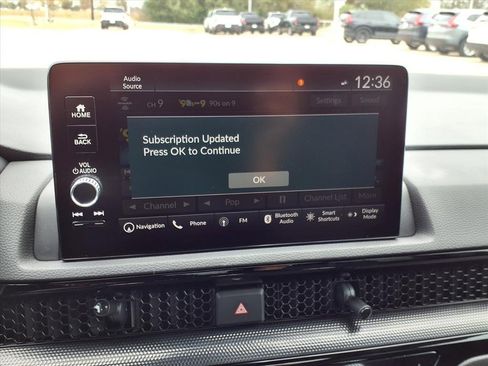 Audio
Source
12:36
HOME
CH 9
90s on 9
Settings
Sound
BACK
Subscription Updated
Press OK to Continue
VOL
AUDIO
OK
Channel
Pop
Channel List
More
Navigation
Phone
FM
Bluetooth
Audio
Smart
Shortcuts
Display
Mode